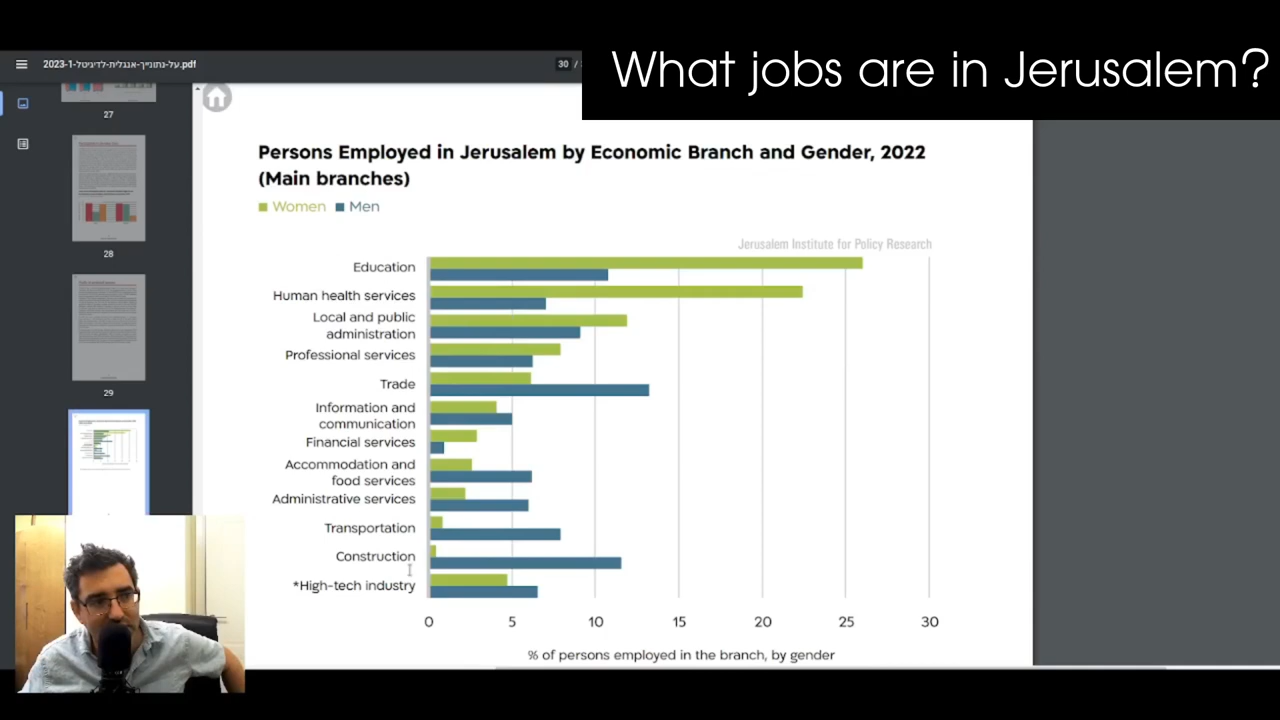 What jobs are in Jerusalem?
2023-1-על-נתונייך-אנגלית-לדיגיטל.pdf
30 /
27
28
29
Persons Employed in Jerusalem by Economic Branch and Gender, 2022
(Main branches)
Women Men
Jerusalem Institute for Policy Research
Education
Human health services
Local and public
administration
Professional services
Trade
Information and
communication
Financial services
Accommodation and
food services
Administrative services
Transportation
Construction
*High-tech industry
0 5 10 15 20 25 30
% of persons employed in the branch, by gender